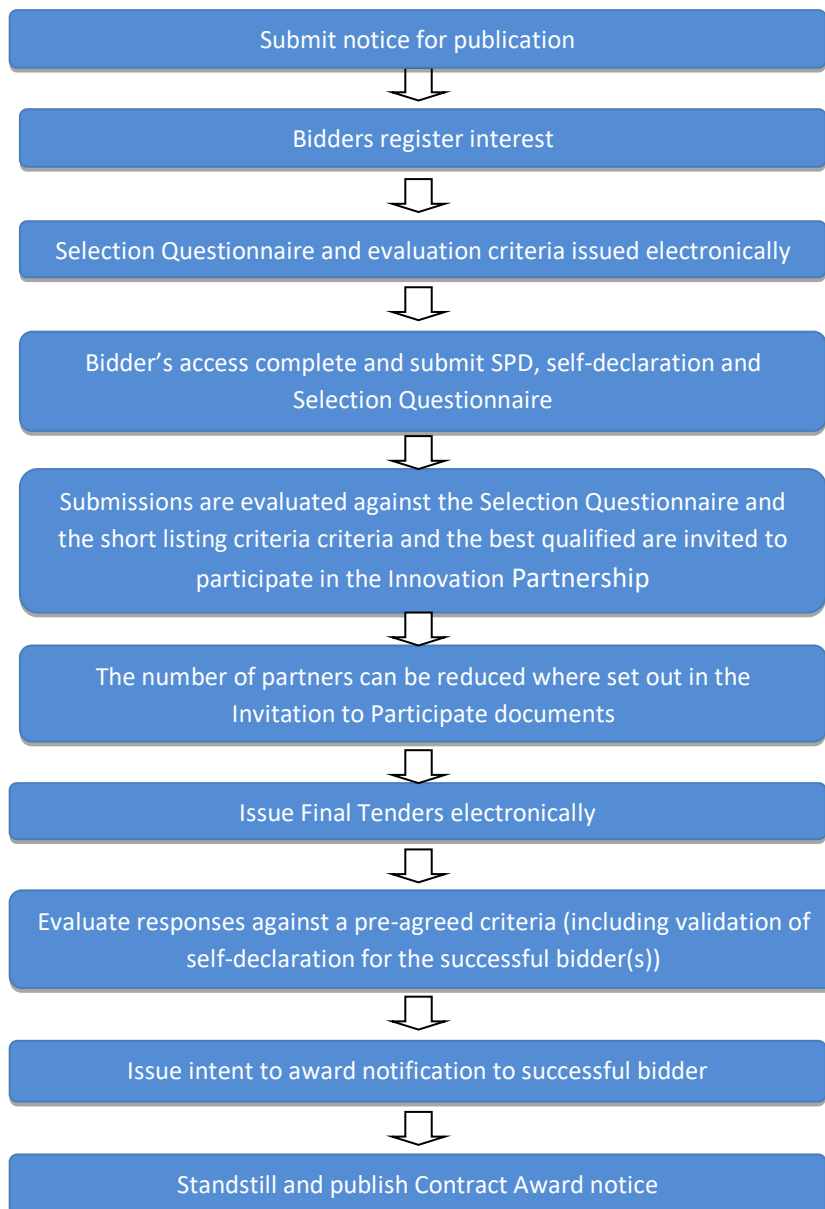 Submit notice for publication
Bidders register interest
Selection Questionnaire and evaluation criteria issued electronically
Bidder’s access complete and submit SPD, self-declaration and
Selection Questionnaire
Submissions are evaluated against the Selection Questionnaire and
the short listing criteria criteria and the best qualified are invited to
participate in the Innovation Partnership
The number of partners can be reduced where set out in the
Invitation to Participate documents
Issue Final Tenders electronically
Evaluate responses against a pre-agreed criteria (including validation of
self-declaration for the successful bidder(s))
Issue intent to award notification to successful bidder
Standstill and publish Contract Award notice